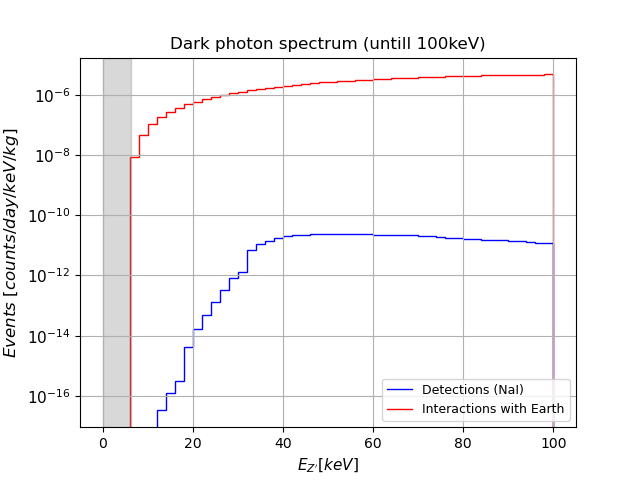 Dark photon spectrum (untill 100keV)
Events [counts/day/keV/kg]
10⁻⁶
10⁻⁸
10⁻¹⁰
10⁻¹²
10⁻¹⁴
10⁻¹⁶
Detections (NaI)
Interactions with Earth
0 20 40 60 80 100
E_{Z'}[keV]